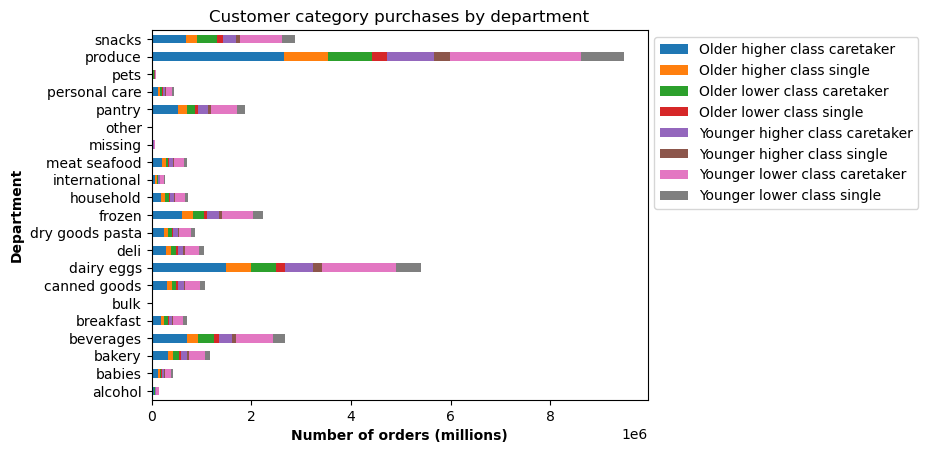 Customer category purchases by department
snacks
produce
pets
personal care
pantry
other
missing
meat seafood
international
household
frozen
dry goods pasta
deli
dairy eggs
canned goods
bulk
breakfast
beverages
bakery
babies
alcohol
Department
0 2 4 6 8
1e6
Number of orders (millions)
Older higher class caretaker
Older higher class single
Older lower class caretaker
Older lower class single
Younger higher class caretaker
Younger higher class single
Younger lower class caretaker
Younger lower class single